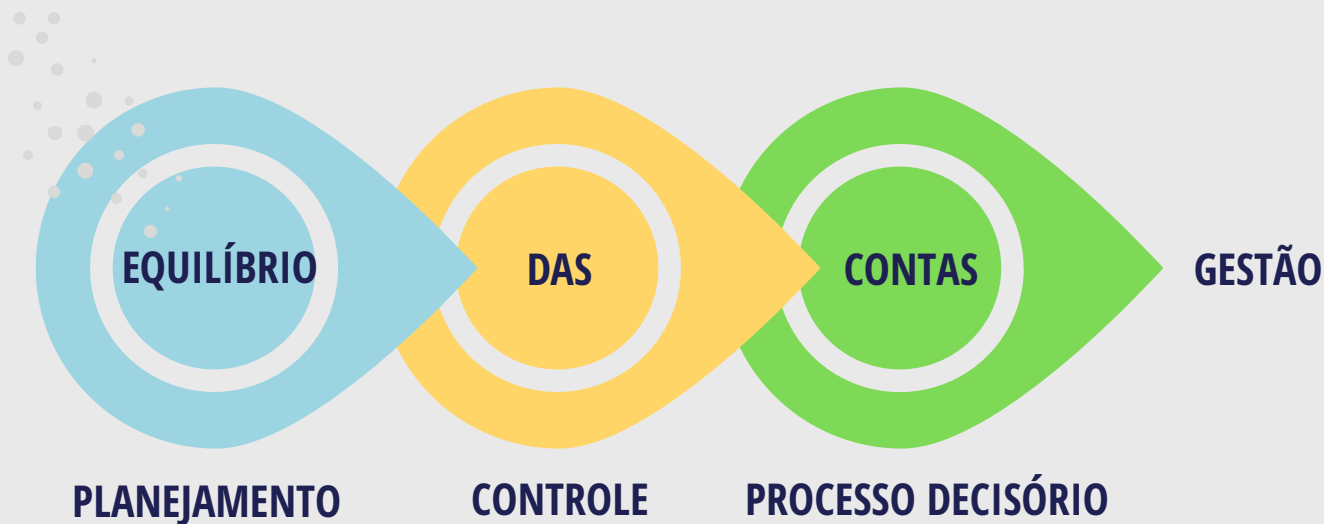 EQUILÍBRIO DAS CONTAS GESTÃO
PLANEJAMENTO CONTROLE PROCESSO DECISÓRIO